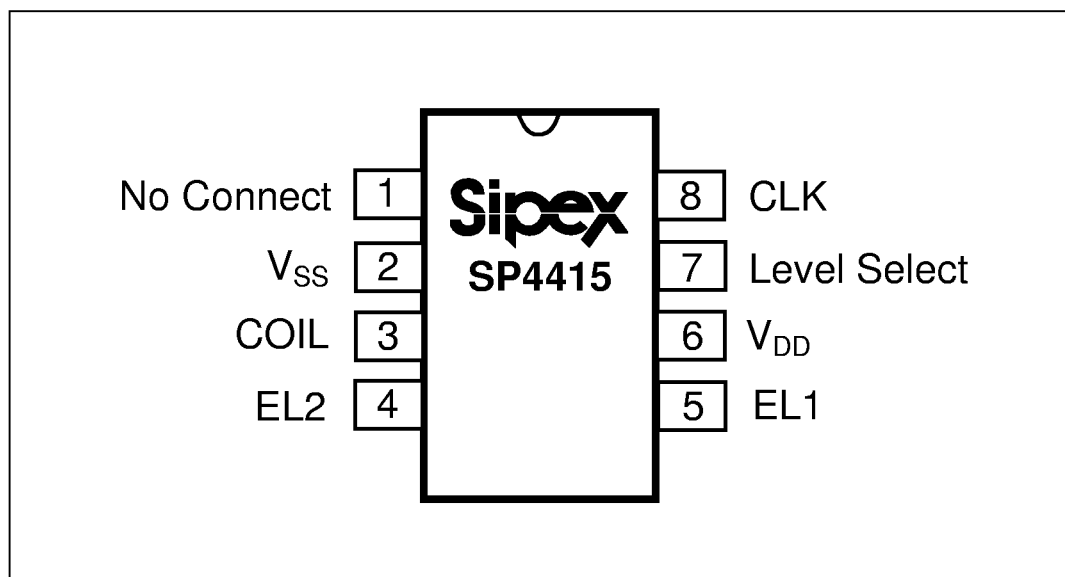 No Connect 1 Sipex 8 CLK
VSS 2 SP4415 7 Level Select
COIL 3 6 VDD
EL2 4 5 EL1